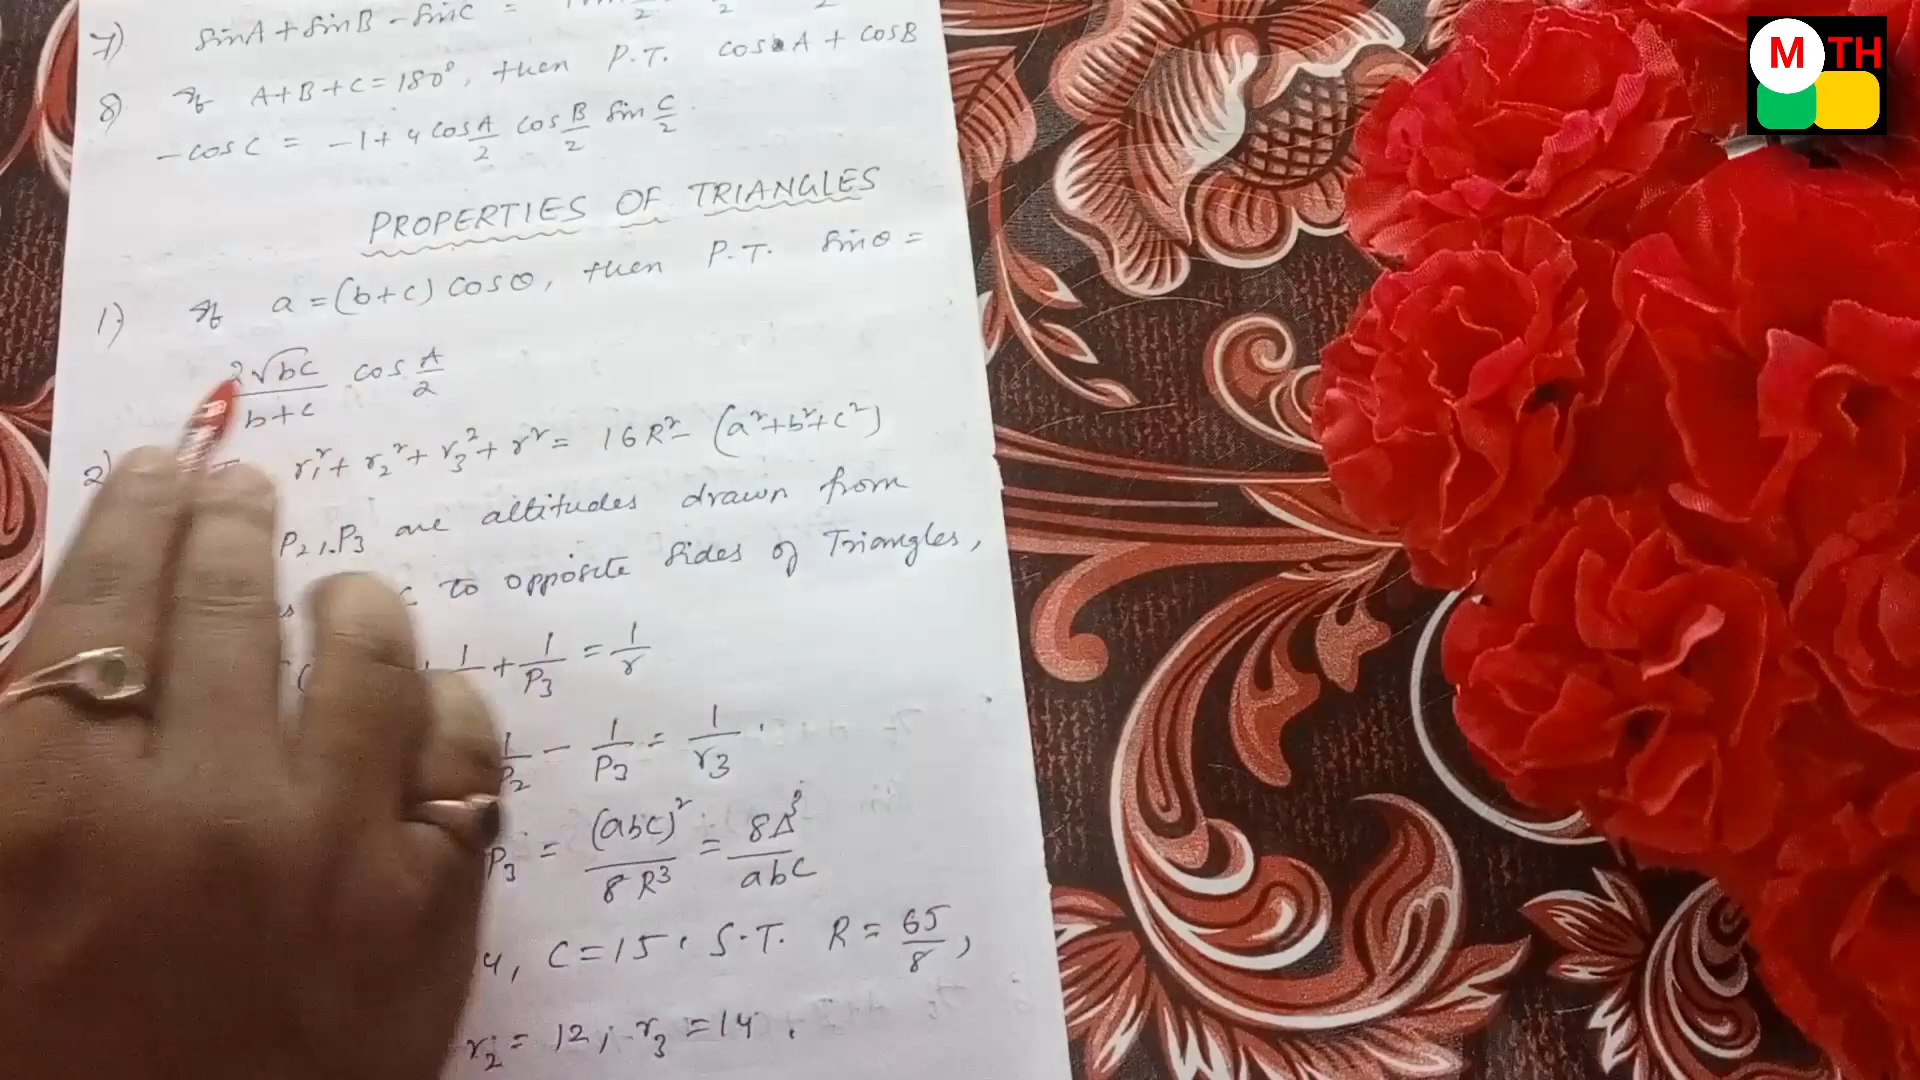 7) SinA + SinB - SinC =
8) If A+B+C=180°, then P.T. cosA + cosB
-cosC = -1+4 cos A/2 cos B/2 Sin C/2
PROPERTIES OF TRIANGLES
1) If a=(b+c) cosθ, then P.T. Sinθ =
2√bc/b+c cos A/2
2) r₁²+ r₂²+ r₃²+ r² = 16R²- (a²+b²+c²)
P₂, P₃ are altitudes drawn from
C to opposite Sides of Triangles,
1 + 1/P₃ = 1/r
1/P₂ - 1/P₃ = 1/r₃.
P₃ = (abc)²/8R³ = 8Δ³/abc
4, C=15, S.T. R = 65/8,
r₂ = 12, r₃ = 14.
M TH